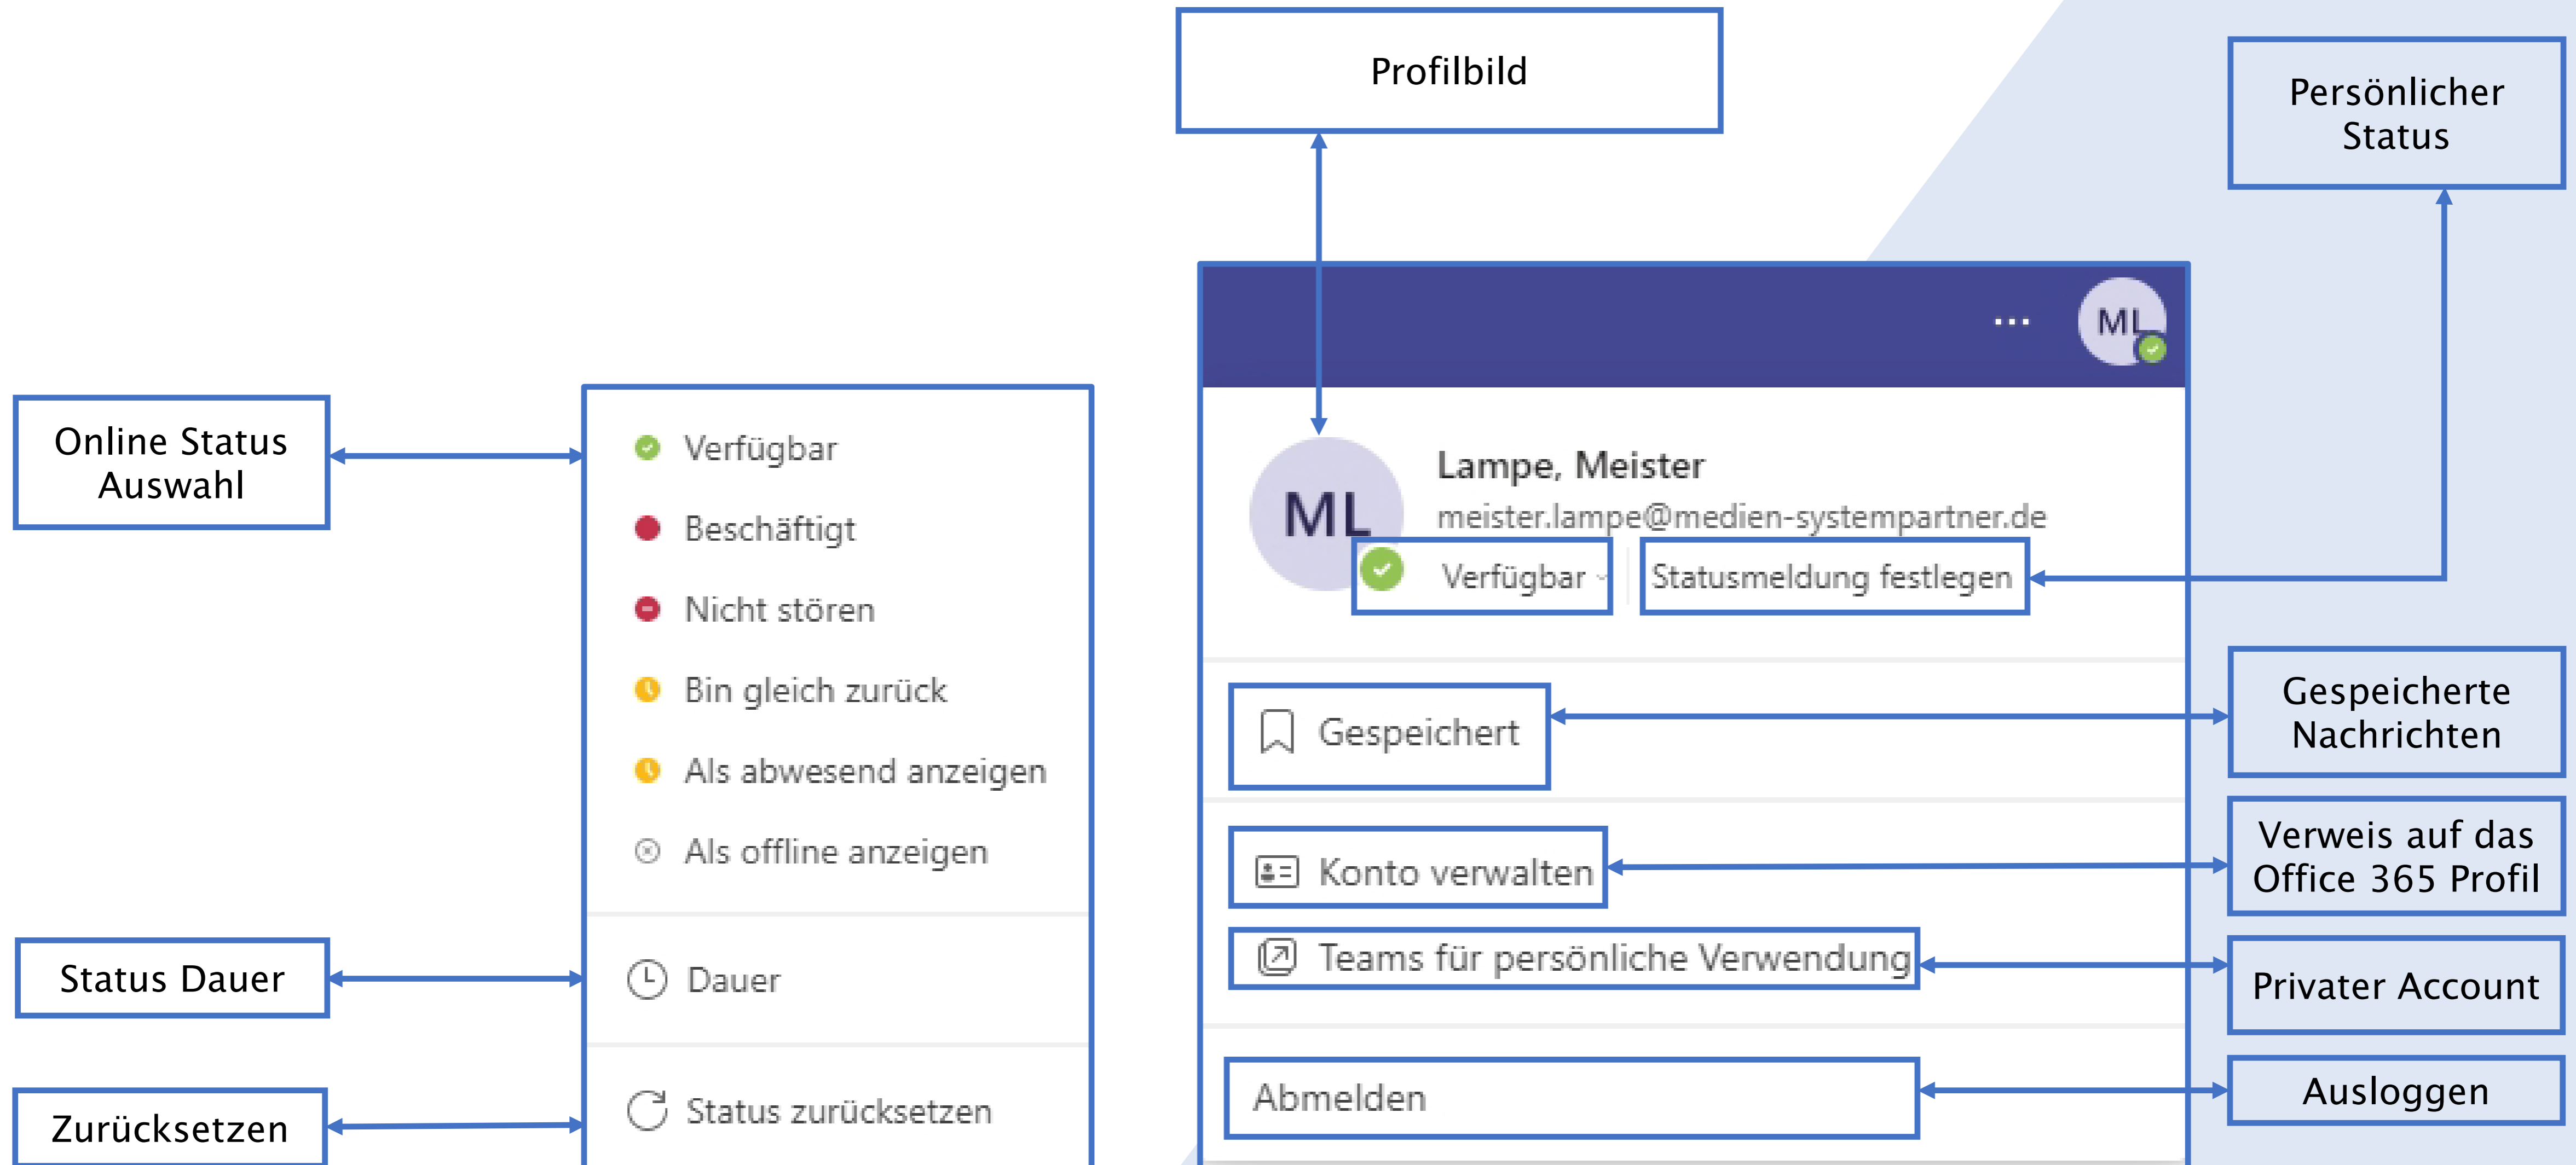 Profilbild
Persönlicher
Status
Online Status
Auswahl
Verfügbar
Beschäftigt
Nicht stören
Bin gleich zurück
Als abwesend anzeigen
Als offline anzeigen
Status Dauer
Dauer
Zurücksetzen
Status zurücksetzen
... ML
ML
Lampe, Meister
meister.lampe@medien-systempartner.de
Verfügbar
Statusmeldung festlegen
Gespeichert
Gespeicherte
Nachrichten
Konto verwalten
Verweis auf das
Office 365 Profil
Teams für persönliche Verwendung
Privater Account
Abmelden
Ausloggen